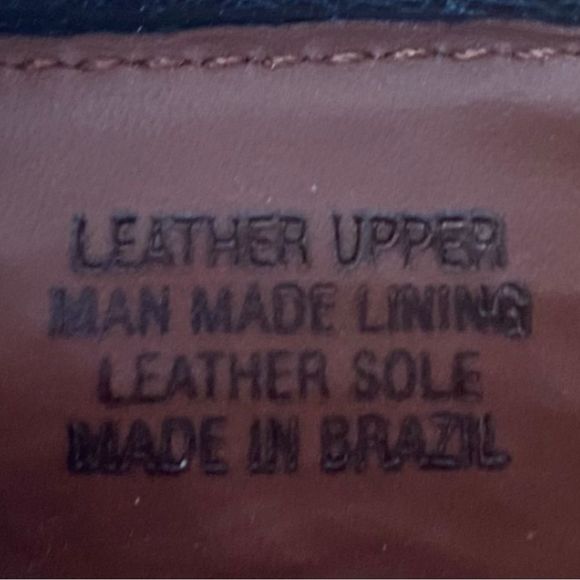 LEATHER UPPER
MAN MADE LINING
LEATHER SOLE
MADE IN BRAZIL